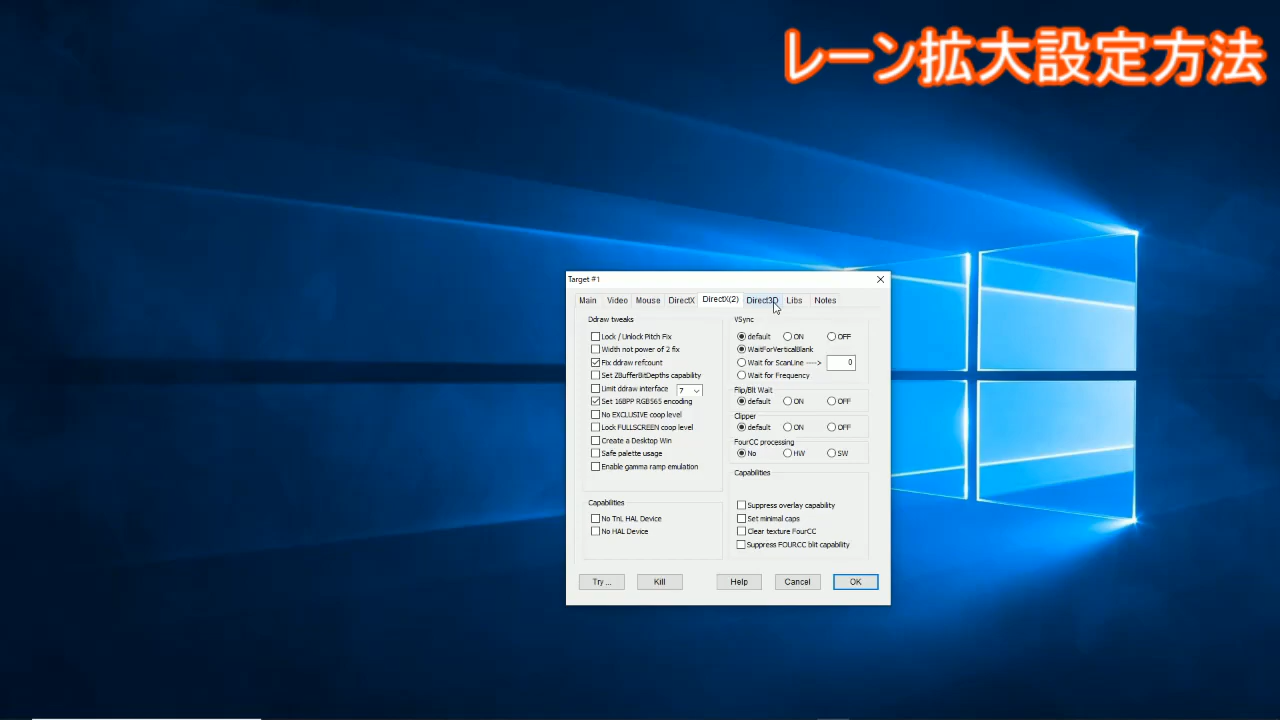 レーン拡大設定方法
Target #1
Main Video Mouse DirectX DirectX(2) Direct3D Libs Notes
Ddraw tweaks
Lock / Unlock Pitch Fix
Width not power of 2 fix
Fix ddraw refcount
Set ZBufferBitDepths capability
Limit ddraw interface 7
Set 16BPP RGB565 encoding
No EXCLUSIVE coop level
Lock FULLSCREEN coop level
Create a Desktop Win
Safe palette usage
Enable gamma ramp emulation
Capabilities
No TnL HAL Device
No HAL Device
VSync
default ON OFF
WaitForVerticalBlank
Wait for ScanLine ---> 0
Wait for Frequency
Flip/Blt Wait
default ON OFF
Clipper
default ON OFF
FourCC processing
No HW SW
Capabilities
Suppress overlay capability
Set minimal caps
Clear texture FourCC
Suppress FOURCC blit capability
Try ... Kill Help Cancel OK